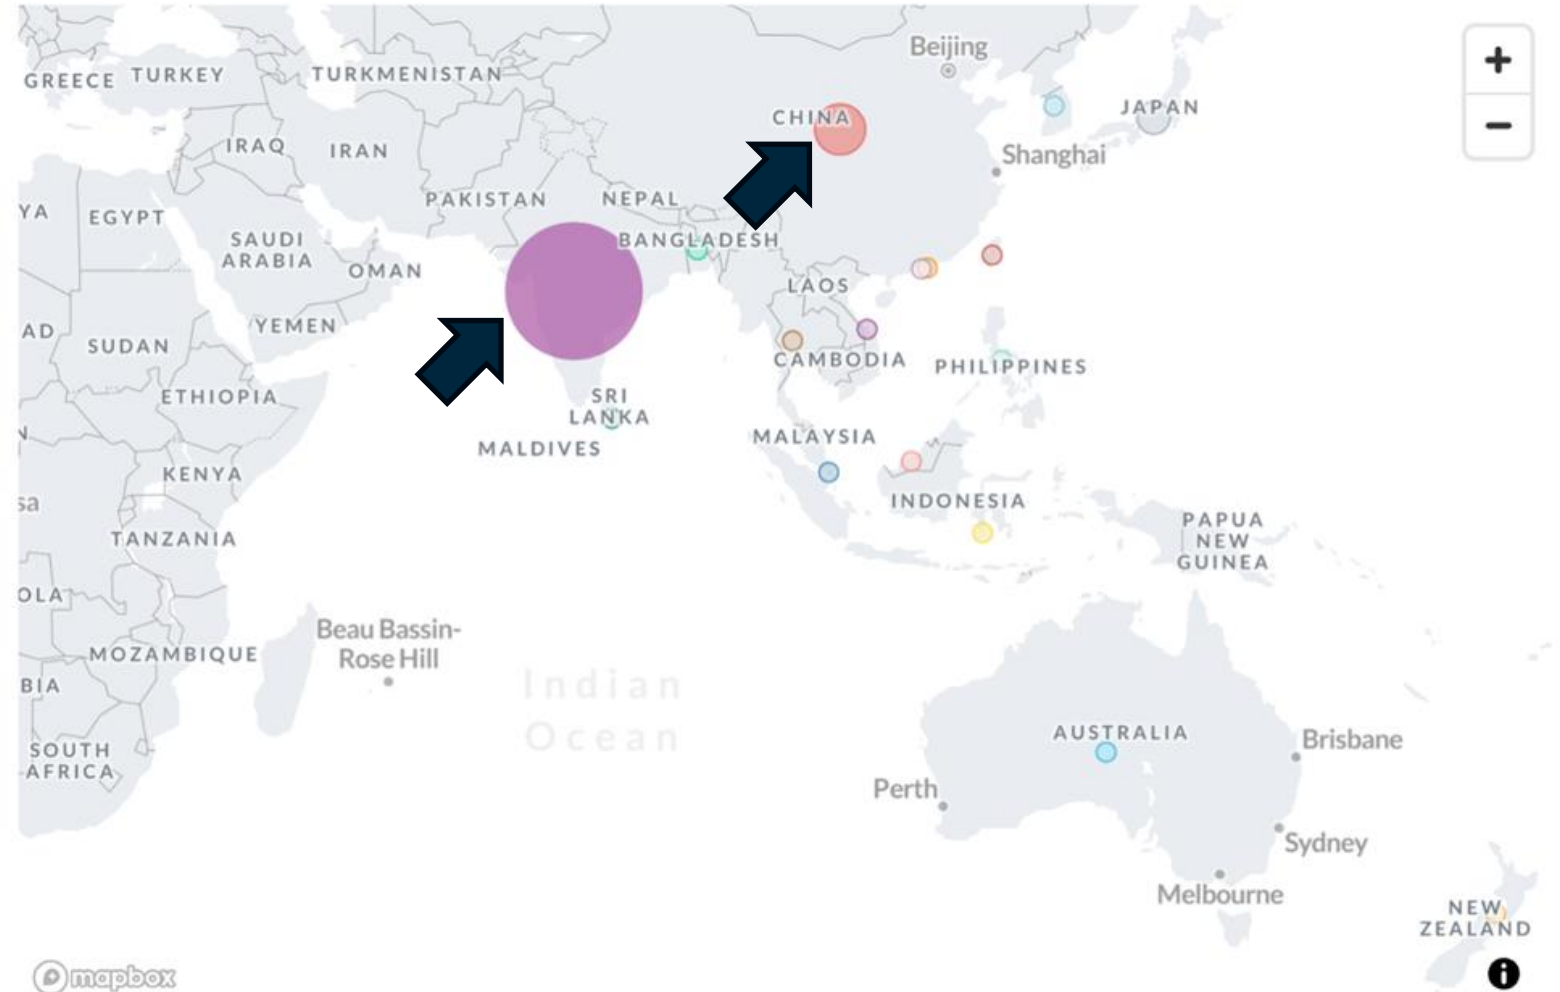 Beijing
GREECE
TURKEY
TURKMENISTAN
CHINA
JAPAN
IRAQ
IRAN
Shanghai
YA
EGYPT
PAKISTAN
NEPAL
SAUDI
ARABIA
BANGLADESH
OMAN
LAOS
AD
SUDAN
YEMEN
CAMBODIA
PHILIPPINES
ETHIOPIA
SRI
LANKA
N
MALDIVES
MALAYSIA
KENYA
sa
INDONESIA
TANZANIA
PAPUA
NEW
GUINEA
OLA
Beau Bassin-
Rose Hill
MOZAMBIQUE
BIA
Indian
Ocean
SOUTH
AFRICA
AUSTRALIA
Brisbane
Perth
Sydney
Melbourne
NEW
ZEALAND
mapbox